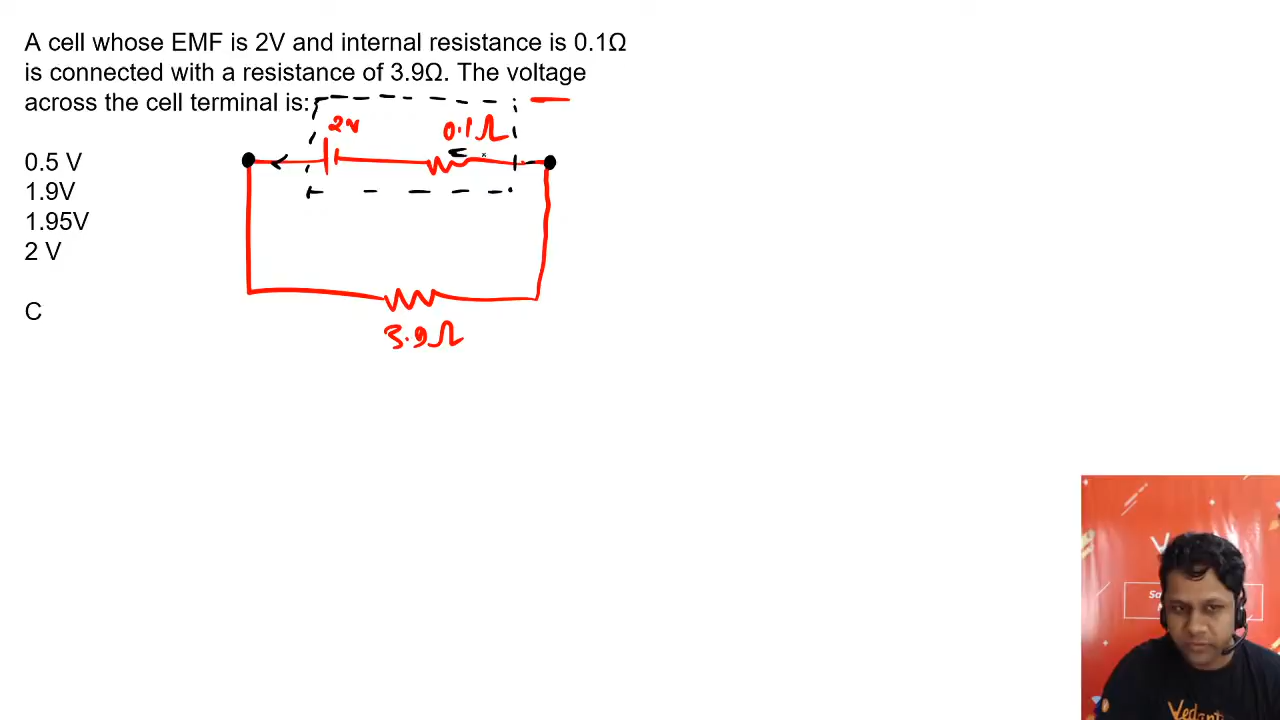 A cell whose EMF is 2V and internal resistance is 0.1Ω
is connected with a resistance of 3.9Ω. The voltage
across the cell terminal is:
2v
0.1Ω
0.5 V
1.9V
1.95V
2 V
C
3.9Ω
Vedant